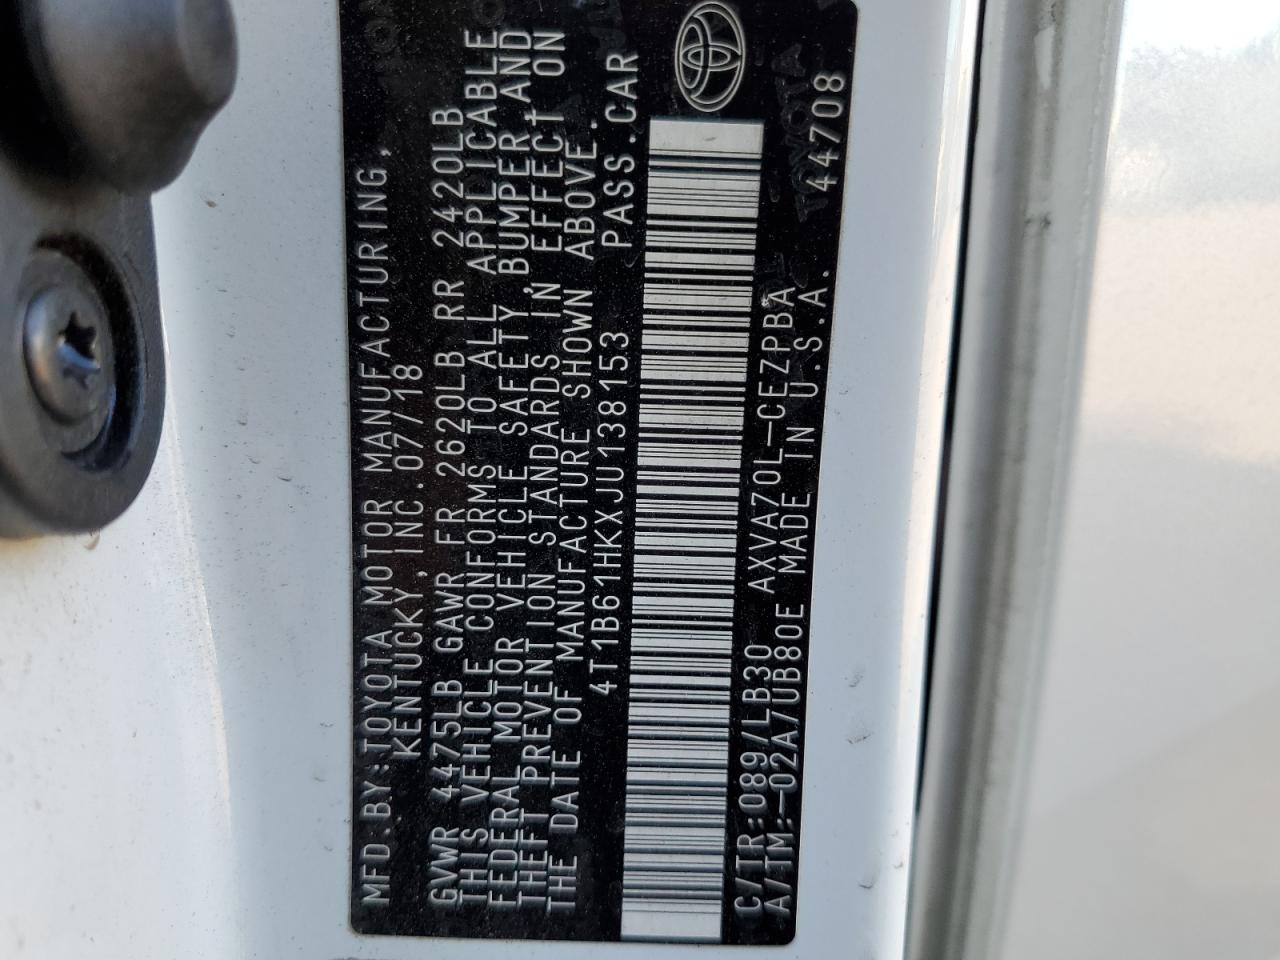 MFD.BY:TOYOTA MOTOR MANUFACTURING,
KENTUCKY,INC.07/18
GVWR 4475LB GAWR FR 2620LB RR 2420LB
THIS VEHICLE CONFORMS TO ALL APPLICABLE
FEDERAL MOTOR VEHICLE SAFETY,BUMPER AND
THEFT PREVENTION STANDARDS IN EFFECT ON
THE DATE OF MANUFACTURE SHOWN ABOVE.
4T1B61HKXJU138153 PASS.CAR
C/TR:089/LB30 AXVA70L-CEZPBA
A/TM:-02A/UB80E MADE IN U.S.A.
44708
TOYOTA